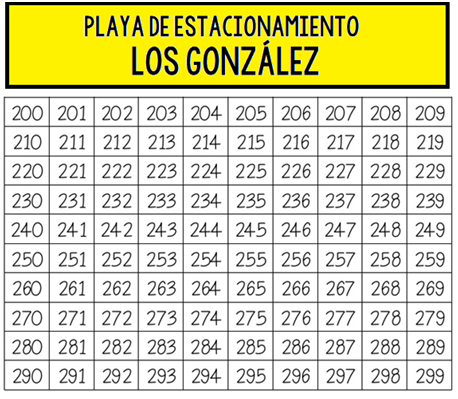 PLAYA DE ESTACIONAMIENTO
LOS GONZÁLEZ
200 201 202 203 204 205 206 207 208 209
210 211 212 213 214 215 216 217 218 219
220 221 222 223 224 225 226 227 228 229
230 231 232 233 234 235 236 237 238 239
240 241 242 243 244 245 246 247 248 249
250 251 252 253 254 255 256 257 258 259
260 261 262 263 264 265 266 267 268 269
270 271 272 273 274 275 276 277 278 279
280 281 282 283 284 285 286 287 288 289
290 291 292 293 294 295 296 297 298 299